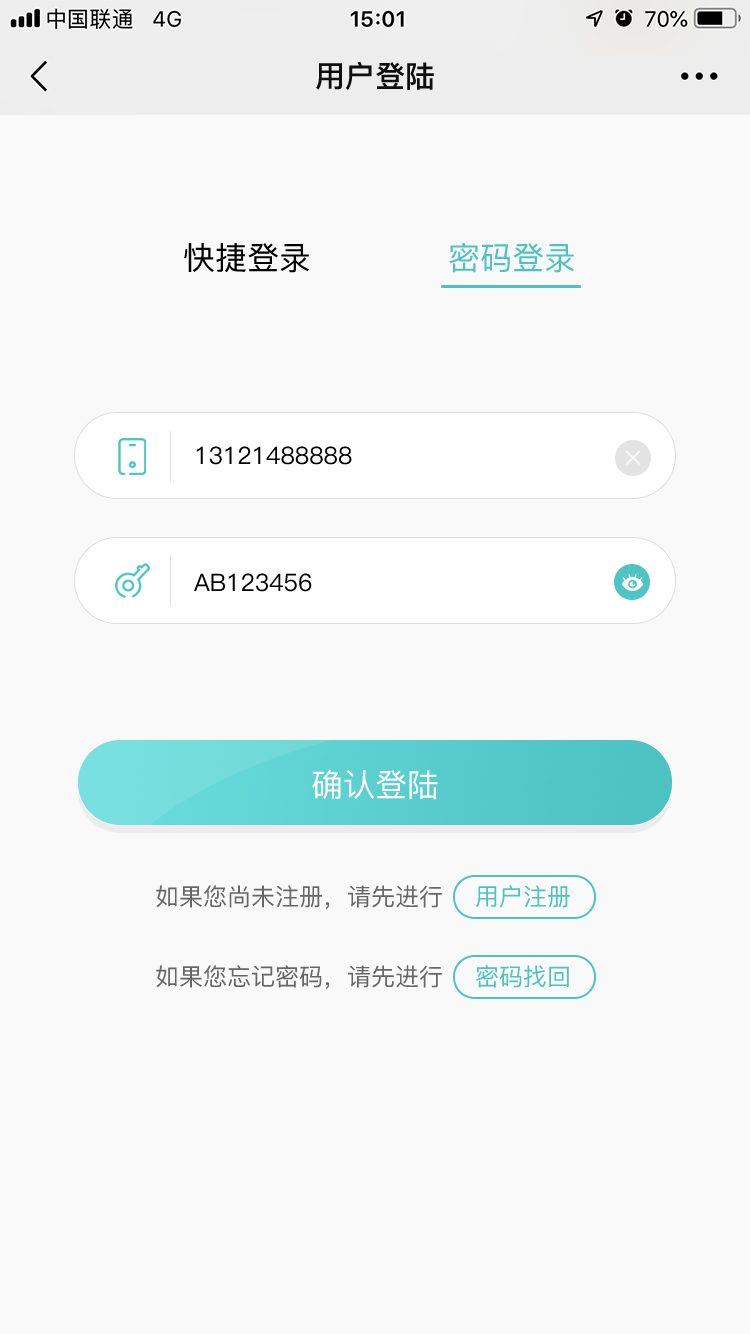 中国联通 4G 15:01 70%
用户登陆
快捷登录 密码登录
13121488888
AB123456
确认登陆
如果您尚未注册，请先进行 用户注册
如果您忘记密码，请先进行 密码找回